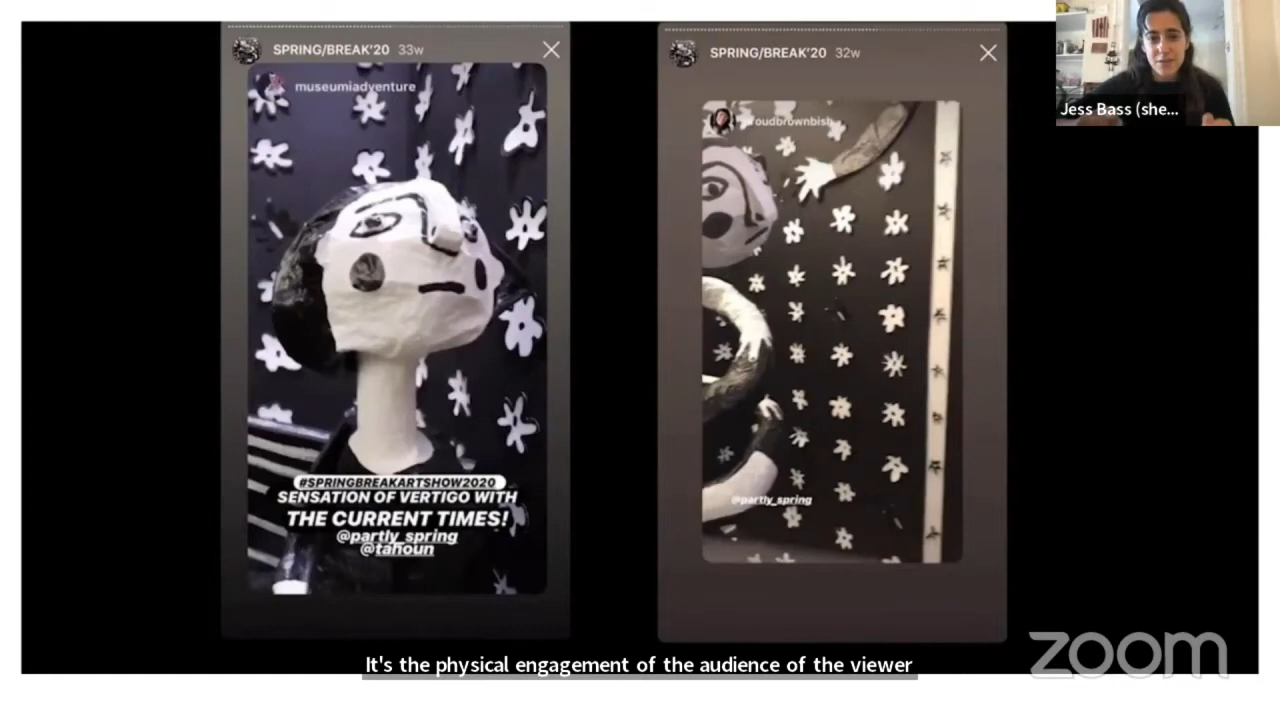 SPRING/BREAK'20 33w
museumiadventure
#SPRINGBREAKARTSHOW2020
SENSATION OF VERTIGO WITH
THE CURRENT TIMES!
@partly_spring
@tahoun
SPRING/BREAK'20 32w
@partly_spring
Jess Bass (she...
It's the physical engagement of the audience of the viewer
zoom